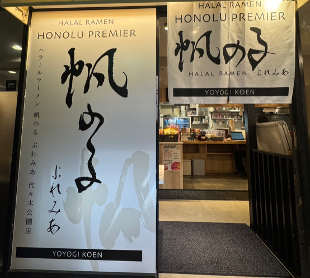 HALAL RAMEN
HONOLU PREMIER
帆のる
ぷれみあ
ハラールラーメン 帆のる ぷれみあ 代々木公園店
YOYOGI KOEN
HALAL RAMEN
HONOLU PREMIER
帆のる
HALAL RAMEN ぷれみあ
YOYOGI KOEN